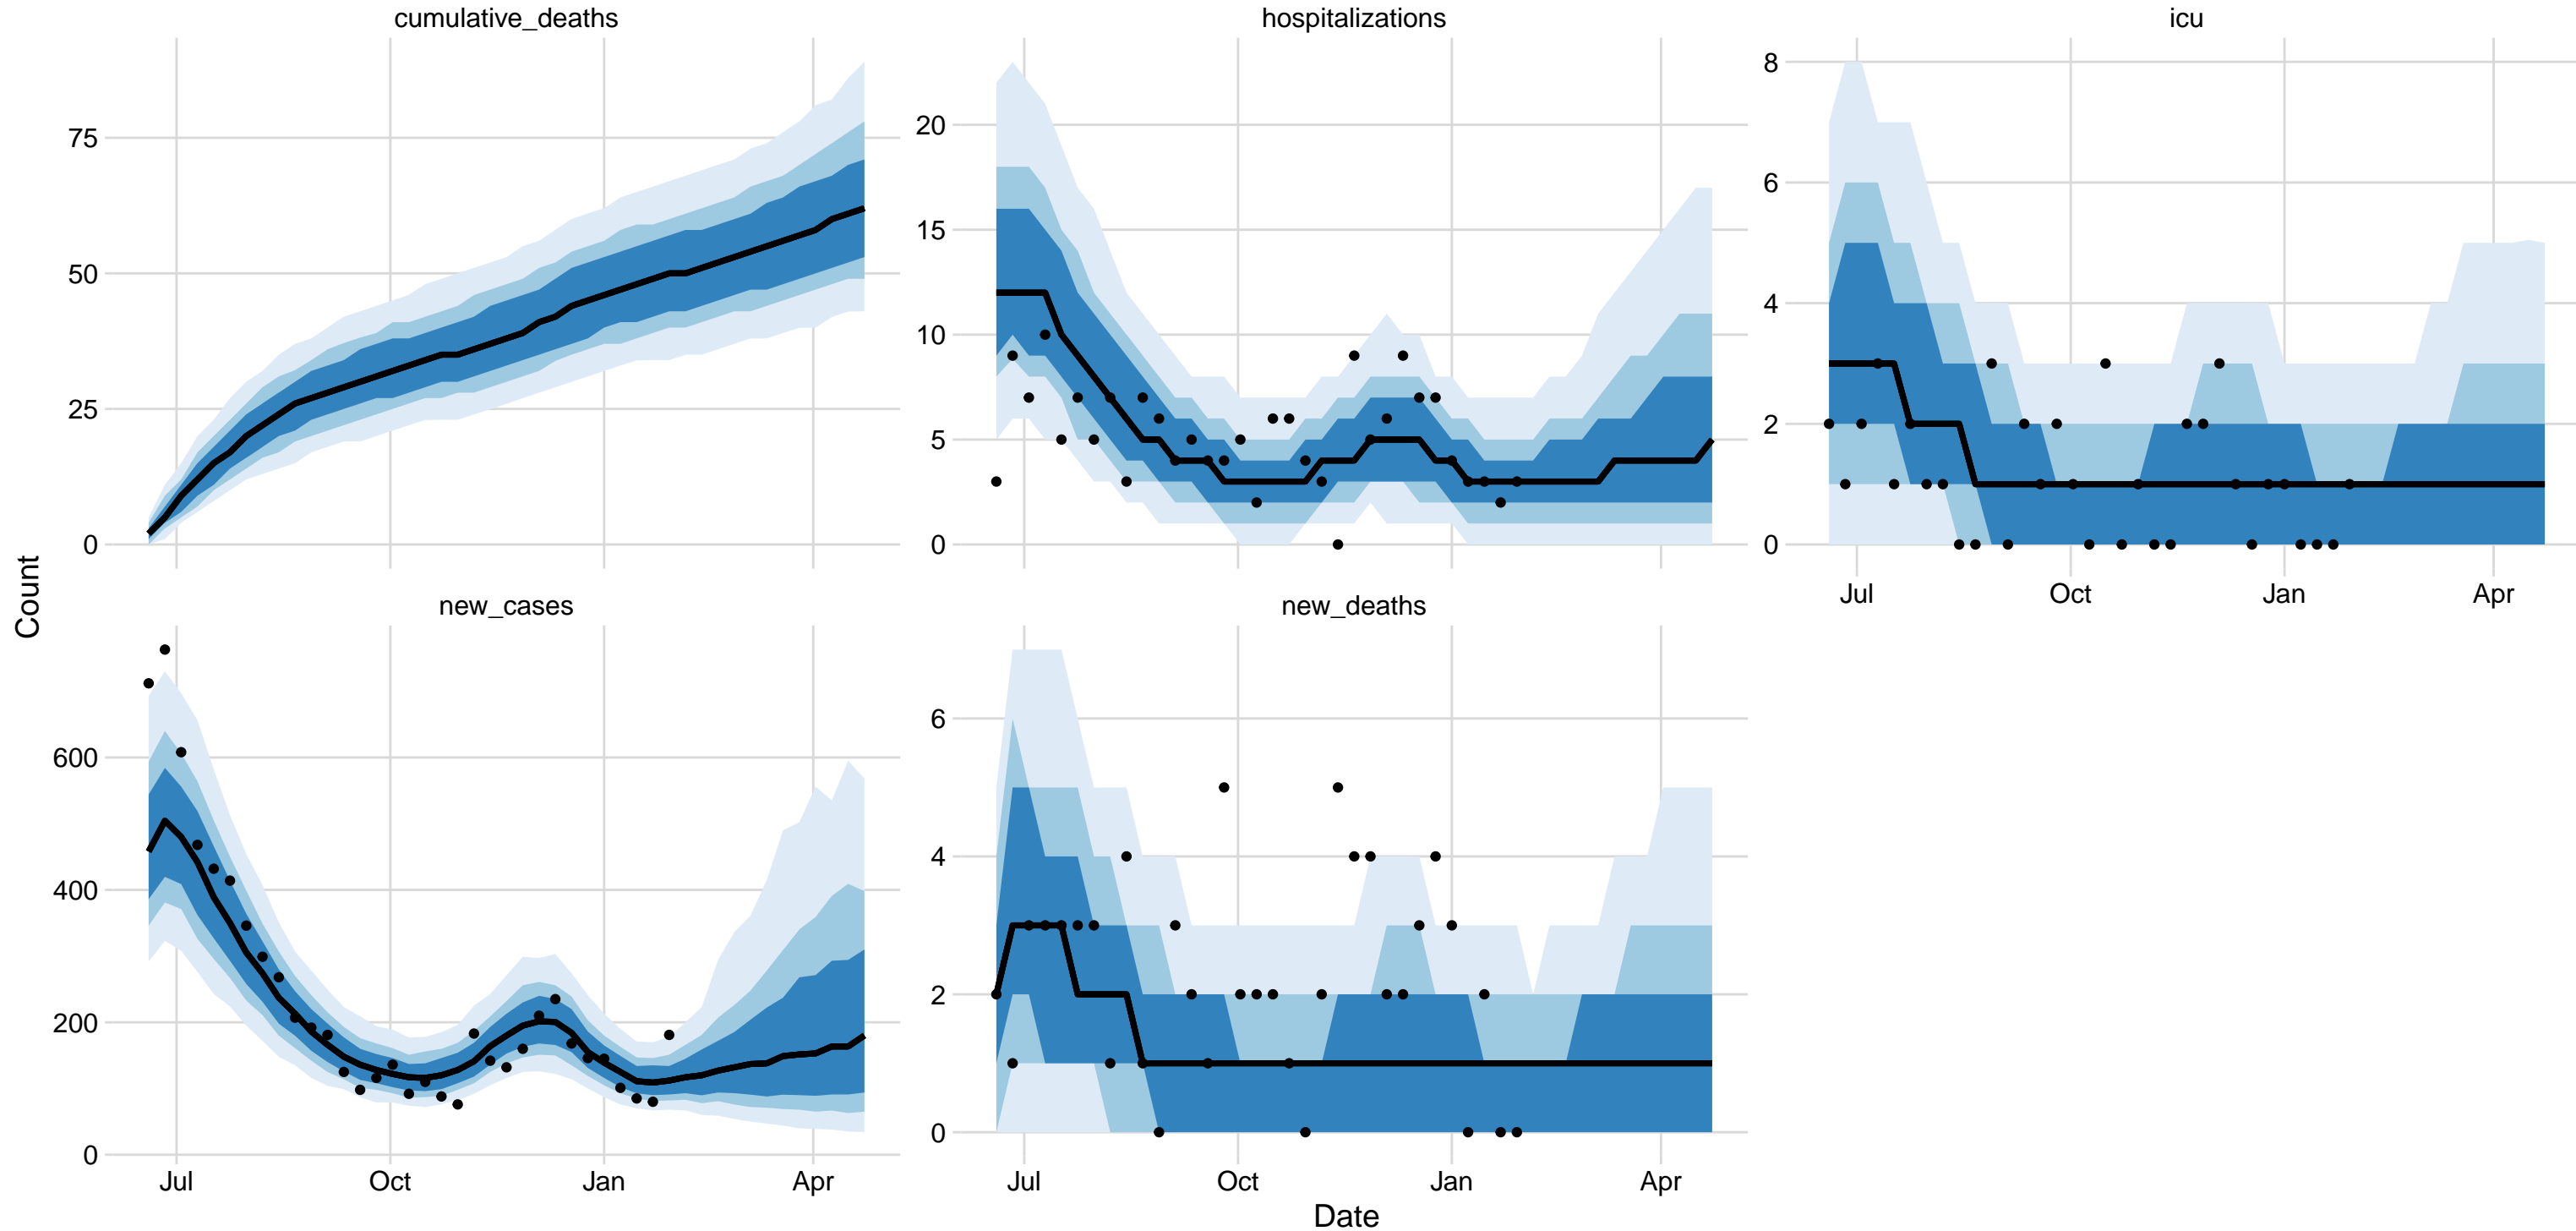 cumulative_deaths
hospitalizations
icu
75
50
25
0
20
15
10
5
0
8
6
4
2
0
Jul Oct Jan Apr
Count
new_cases
new_deaths
600
400
200
0
6
4
2
0
Jul Oct Jan Apr
Jul Oct Jan Apr
Date